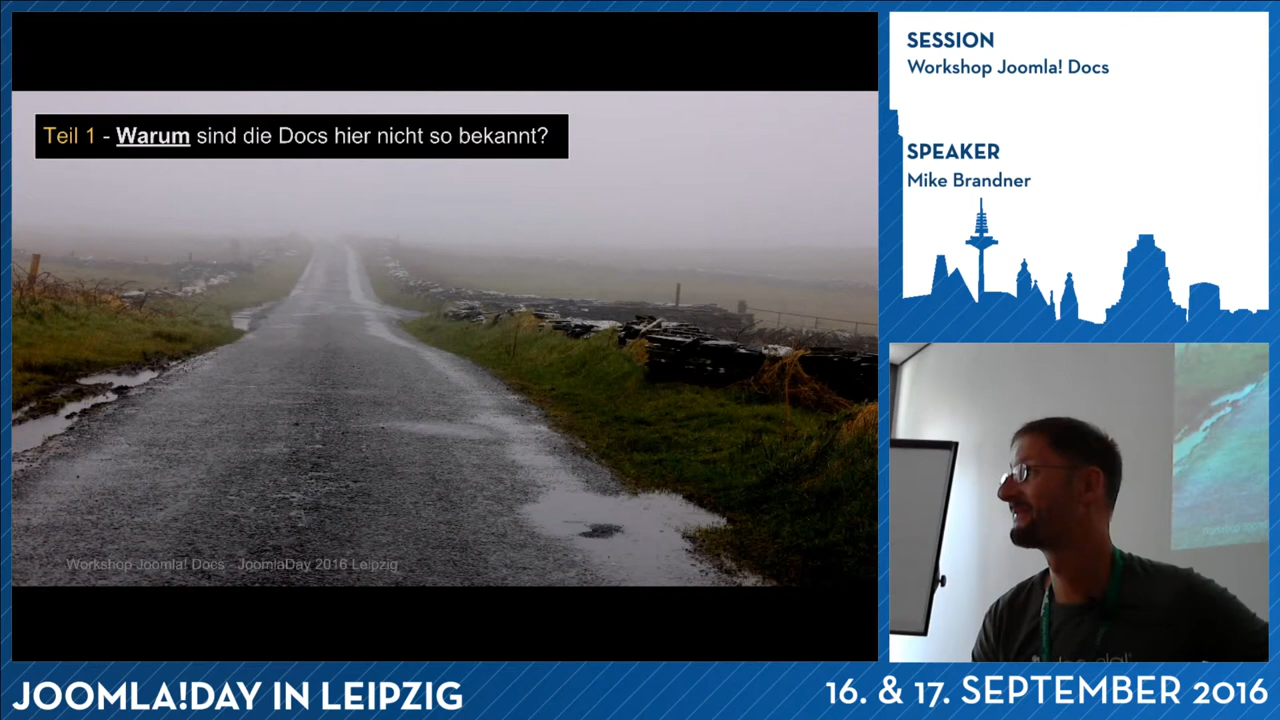 Teil 1 - Warum sind die Docs hier nicht so bekannt?
Workshop Joomla! Docs - JoomlaDay 2016 Leipzig
SESSION
Workshop Joomla! Docs
SPEAKER
Mike Brandner
JOOMLA!DAY IN LEIPZIG
16. & 17. SEPTEMBER 2016